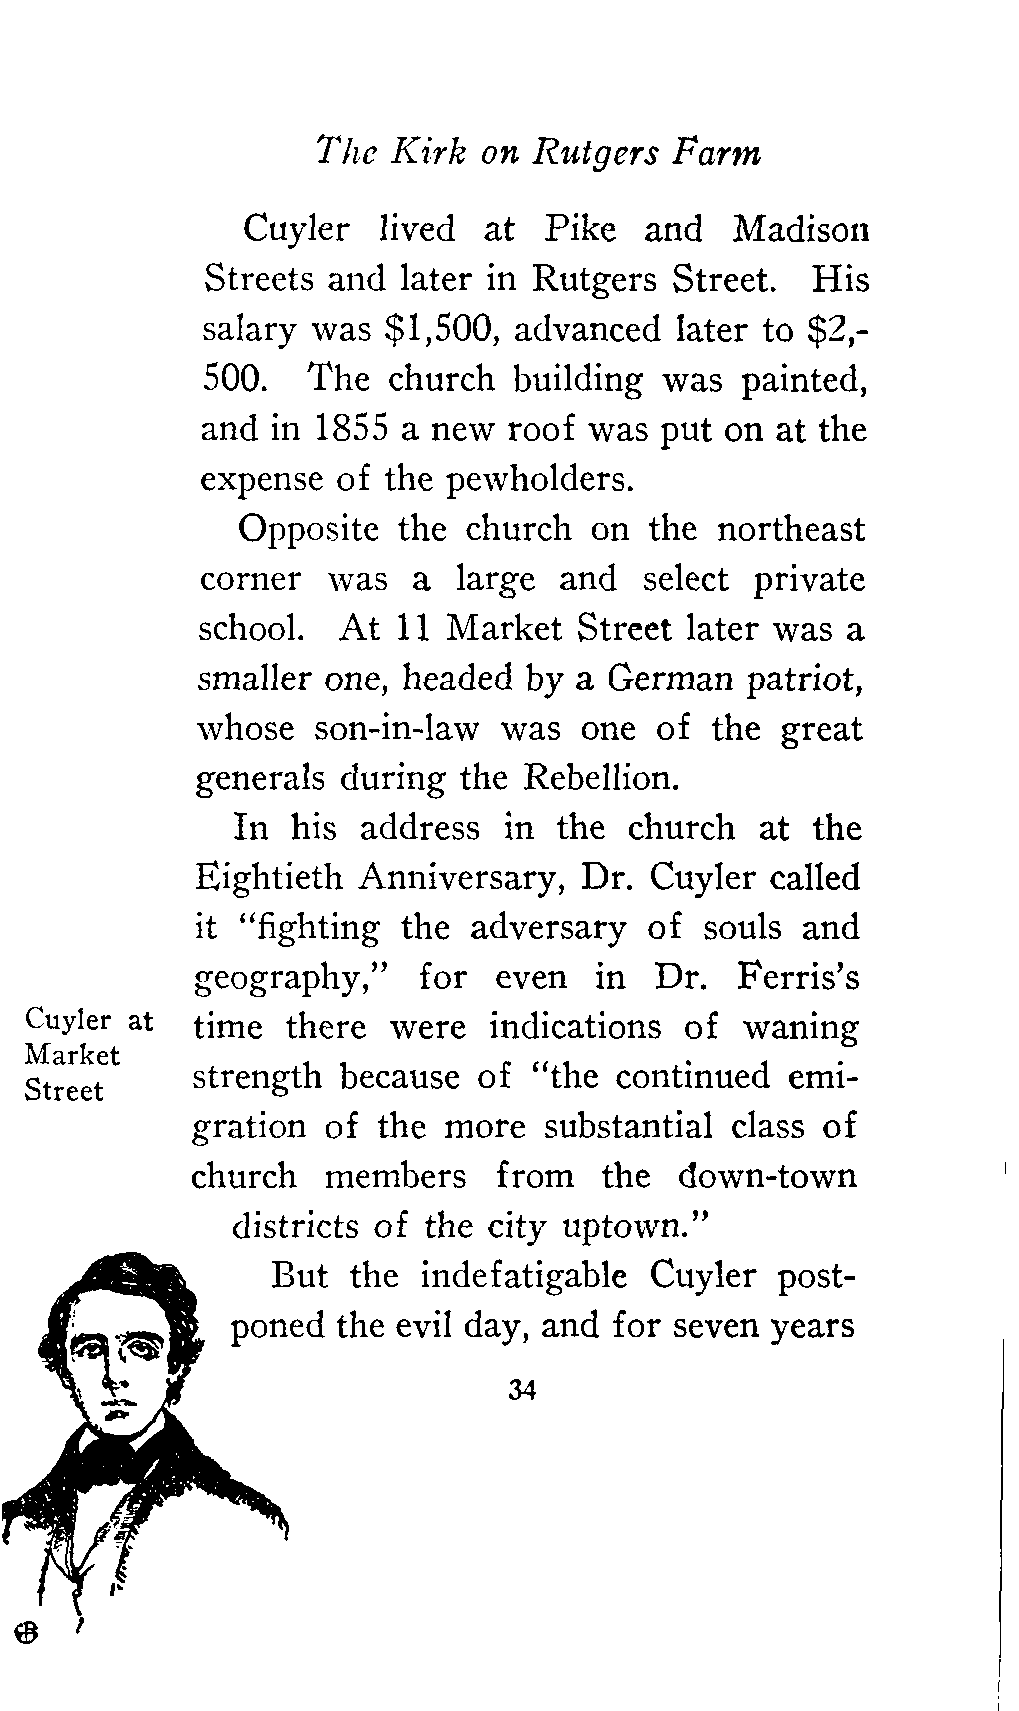 The Kirk on Rutgers Farm
Cuyler lived at Pike and Madison
Streets and later in Rutgers Street. His
salary was $1,500, advanced later to $2,-
500. The church building was painted,
and in 1855 a new roof was put on at the
expense of the pewholders.
Opposite the church on the northeast
corner was a large and select private
school. At 11 Market Street later was a
smaller one, headed by a German patriot,
whose son-in-law was one of the great
generals during the Rebellion.
In his address in the church at the
Eightieth Anniversary, Dr. Cuyler called
it "fighting the adversary of souls and
geography," for even in Dr. Ferris's
time there were indications of waning
strength because of "the continued emi-
gration of the more substantial class of
church members from the down-town
districts of the city uptown."
But the indefatigable Cuyler post-
poned the evil day, and for seven years
Cuyler at
Market
Street
34